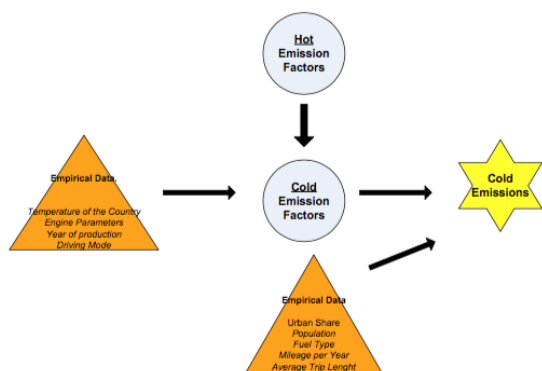 Hot
Emission
Factors
Empirical Data.
Temperature of the Country
Engine Parameters
Year of production
Driving Mode
Cold
Emission
Factors
Cold
Emissions
Empirical Data
Urban Share
Population
Fuel Type
Mileage per Year
Average Trip Lenght